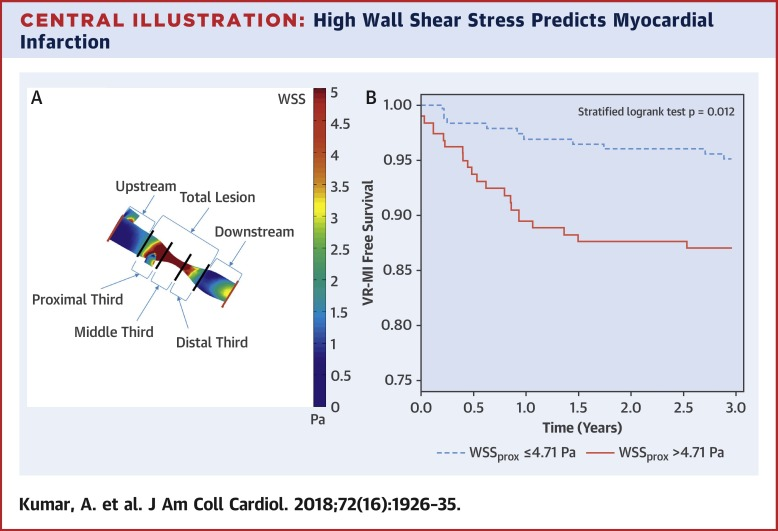 CENTRAL ILLUSTRATION: High Wall Shear Stress Predicts Myocardial
Infarction
A
WSS
5
4.5
4
3.5
3
2.5
2
1.5
1
0.5
0
Pa
Upstream
Total Lesion
Downstream
Proximal Third
Middle Third
Distal Third
B
Stratified logrank test p = 0.012
VR-MI Free Survival
1.00
0.95
0.90
0.85
0.80
0.75
0.0 0.5 1.0 1.5 2.0 2.5 3.0
Time (Years)
WSSprox ≤4.71 Pa WSSprox >4.71 Pa
Kumar, A. et al. J Am Coll Cardiol. 2018;72(16):1926–35.